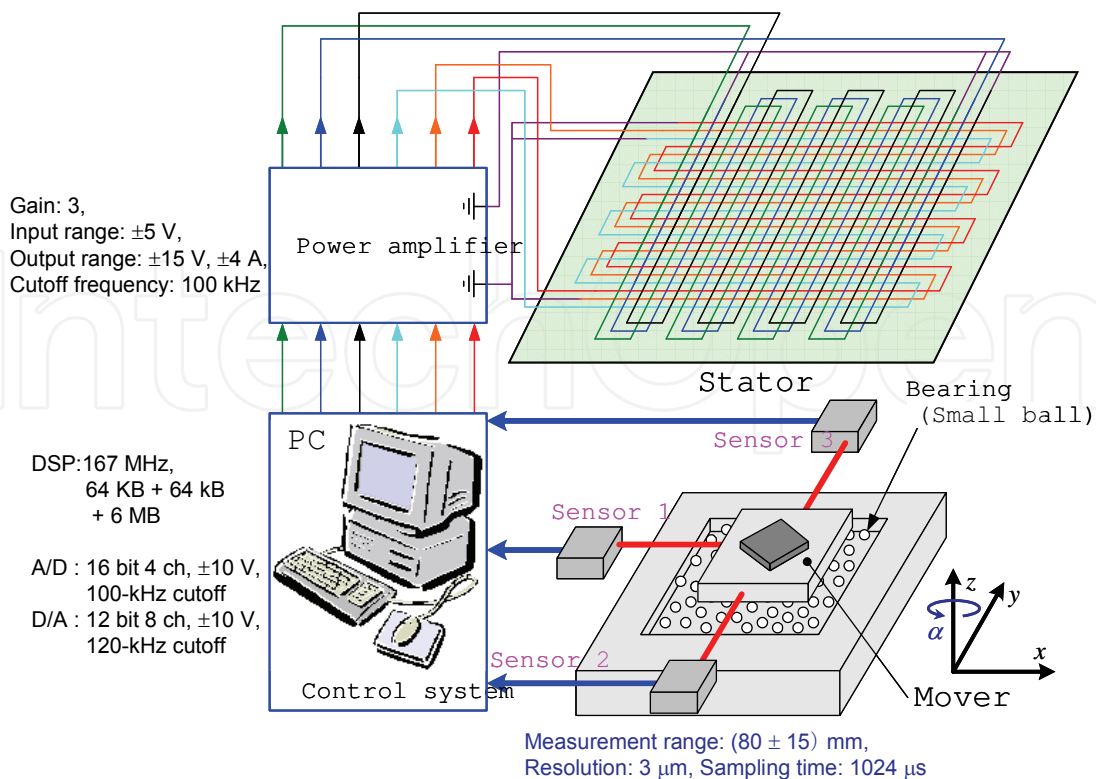 Gain: 3,
Input range: ±5 V,
Output range: ±15 V, ±4 A,
Cutoff frequency: 100 kHz
Power amplifier
Stator
IntechOpen
Bearing
(Small ball)
PC
Sensor 3
DSP:167 MHz,
64 KB + 64 kB
+ 6 MB
Sensor 1
A/D : 16 bit 4 ch, ±10 V,
100-kHz cutoff
D/A : 12 bit 8 ch, ±10 V,
120-kHz cutoff
z
y
α
x
Sensor 2
Control system
Mover
Measurement range: (80 ± 15) mm,
Resolution: 3 μm, Sampling time: 1024 μs